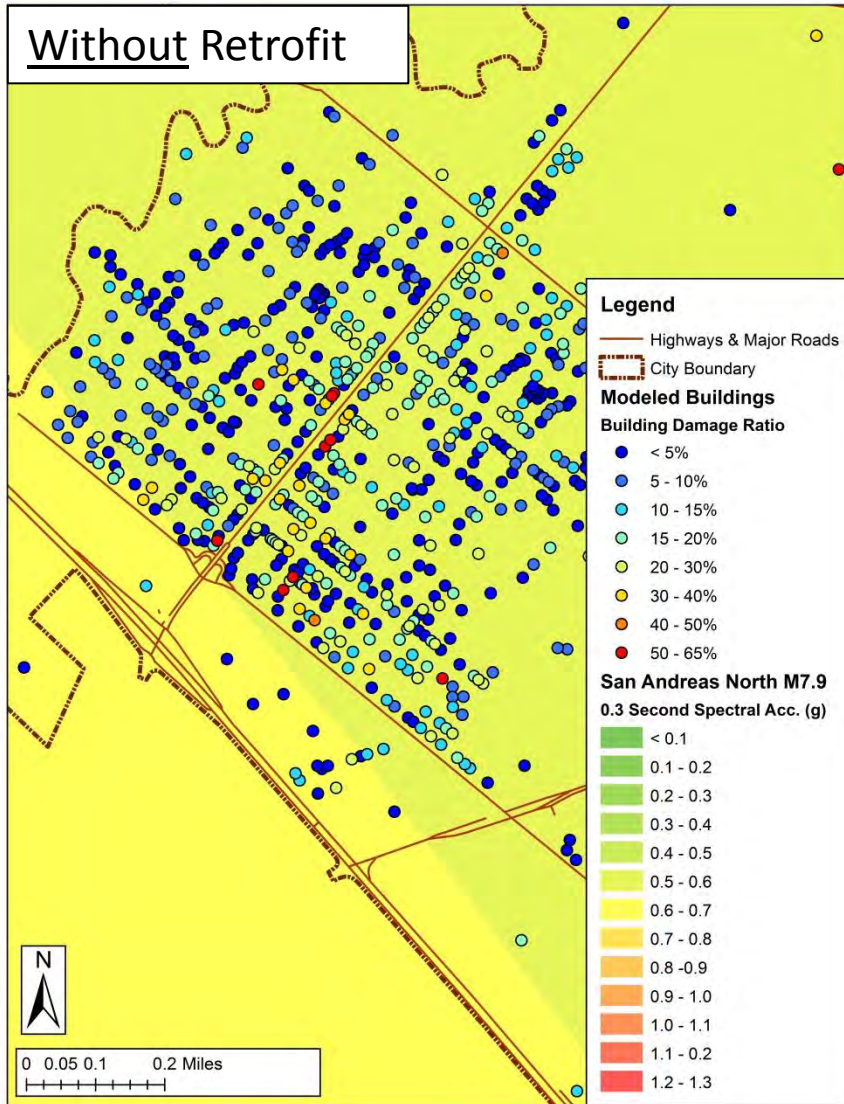 Without Retrofit
Legend
Highways & Major Roads
City Boundary
Modeled Buildings
Building Damage Ratio
< 5%
5 - 10%
10 - 15%
15 - 20%
20 - 30%
30 - 40%
40 - 50%
50 - 65%
San Andreas North M7.9
0.3 Second Spectral Acc. (g)
< 0.1
0.1 - 0.2
0.2 - 0.3
0.3 - 0.4
0.4 - 0.5
0.5 - 0.6
0.6 - 0.7
0.7 - 0.8
0.8 -0.9
0.9 - 1.0
1.0 - 1.1
1.1 - 0.2
1.2 - 1.3
N
0 0.05 0.1 0.2 Miles